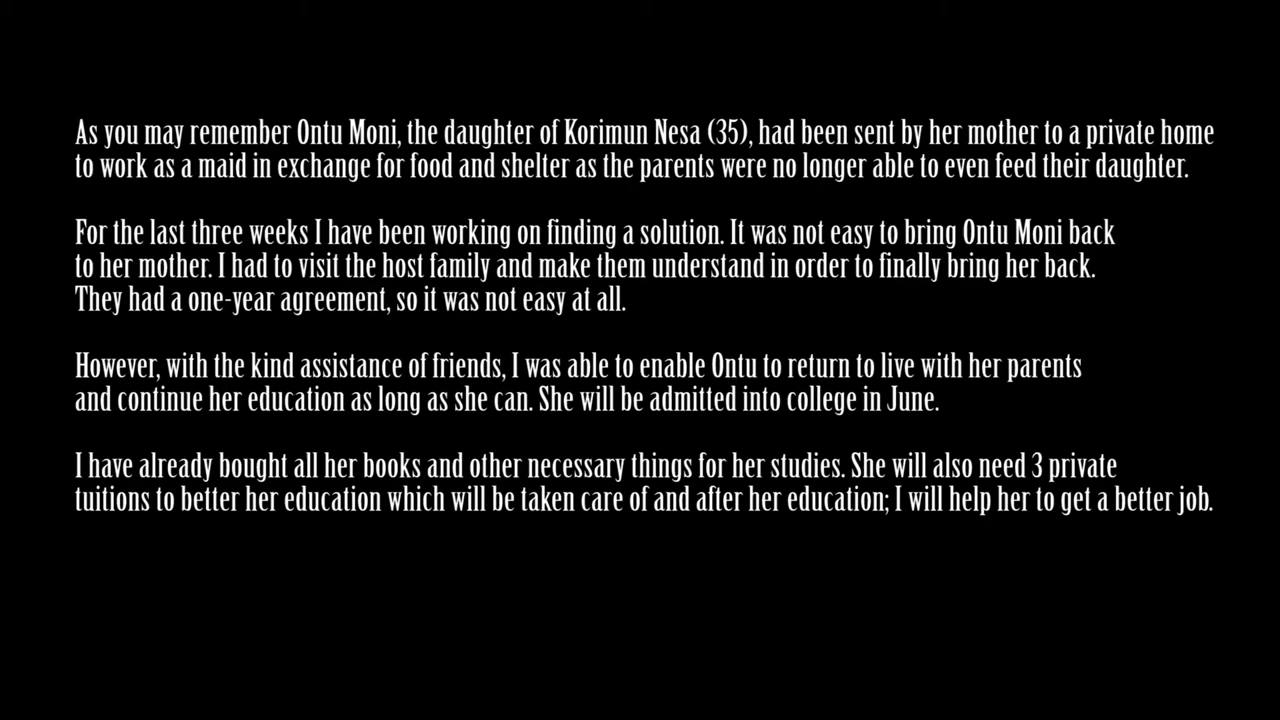 As you may remember Ontu Moni, the daughter of Korimun Nesa (35), had been sent by her mother to a private home
to work as a maid in exchange for food and shelter as the parents were no longer able to even feed their daughter.
For the last three weeks I have been working on finding a solution. It was not easy to bring Ontu Moni back
to her mother. I had to visit the host family and make them understand in order to finally bring her back.
They had a one-year agreement, so it was not easy at all.
However, with the kind assistance of friends, I was able to enable Ontu to return to live with her parents
and continue her education as long as she can. She will be admitted into college in June.
I have already bought all her books and other necessary things for her studies. She will also need 3 private
tuitions to better her education which will be taken care of and after her education; I will help her to get a better job.